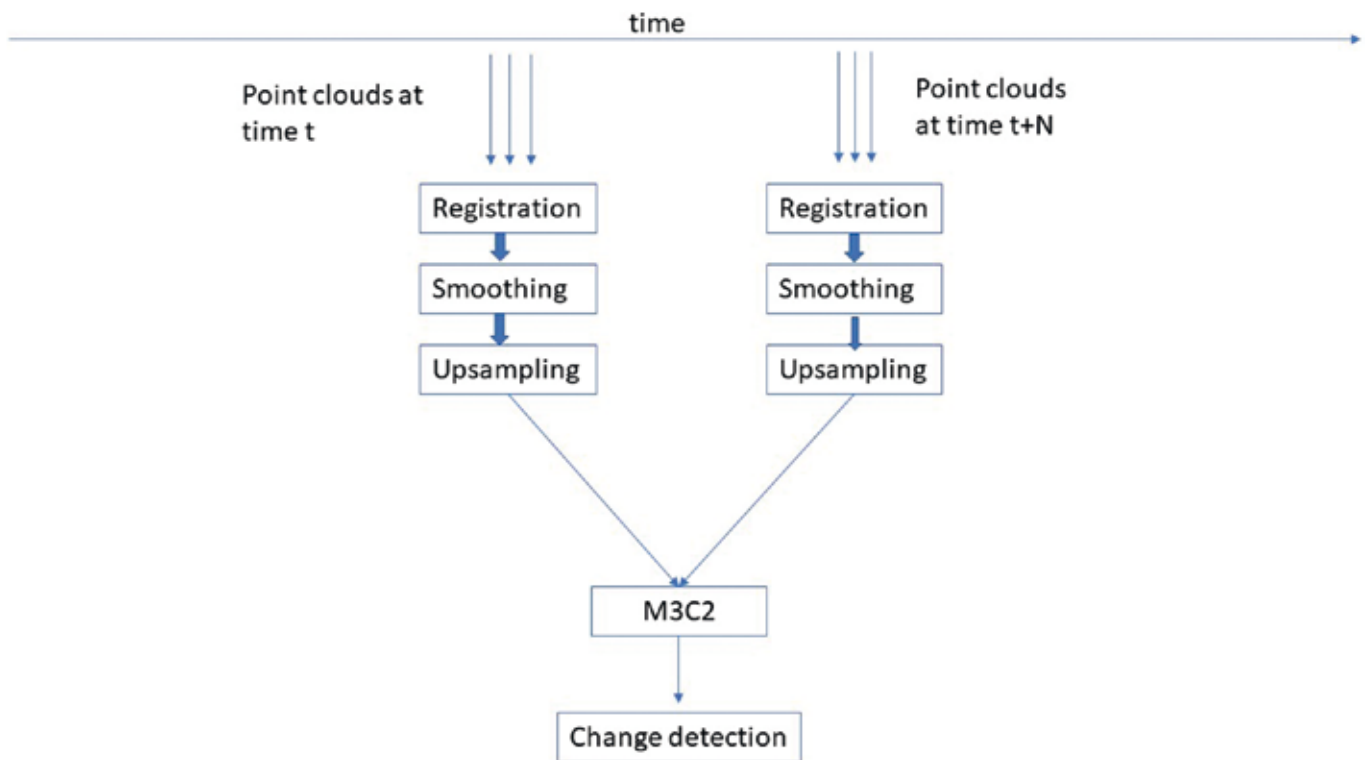 time
Point clouds at
time t
Point clouds
at time t+N
Registration
Registration
Smoothing
Smoothing
Upsampling
Upsampling
M3C2
Change detection